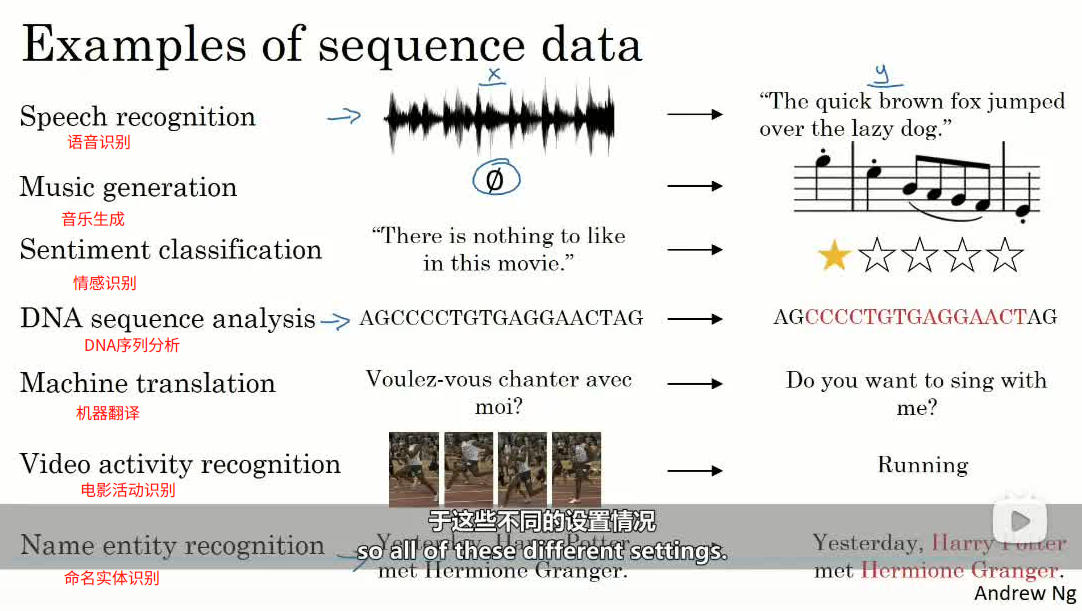 Examples of sequence data
x
y
Speech recognition
语音识别
“The quick brown fox jumped
over the lazy dog.”
Music generation
∅
音乐生成
Sentiment classification
情感识别
“There is nothing to like
in this movie.”
DNA sequence analysis
AGCCCCTGTGAGGAACTAG
AGCCCCTGTGAGGAACTAG
DNA序列分析
Machine translation
机器翻译
Voulez-vous chanter avec
moi?
Do you want to sing with
me?
Video activity recognition
电影活动识别
Running
于这些不同的设置情况
so all of these different settings.
Name entity recognition
命名实体识别
Yesterday, Harry Potter
met Hermione Granger.
Yesterday, Harry Potter
met Hermione Granger.
Andrew Ng